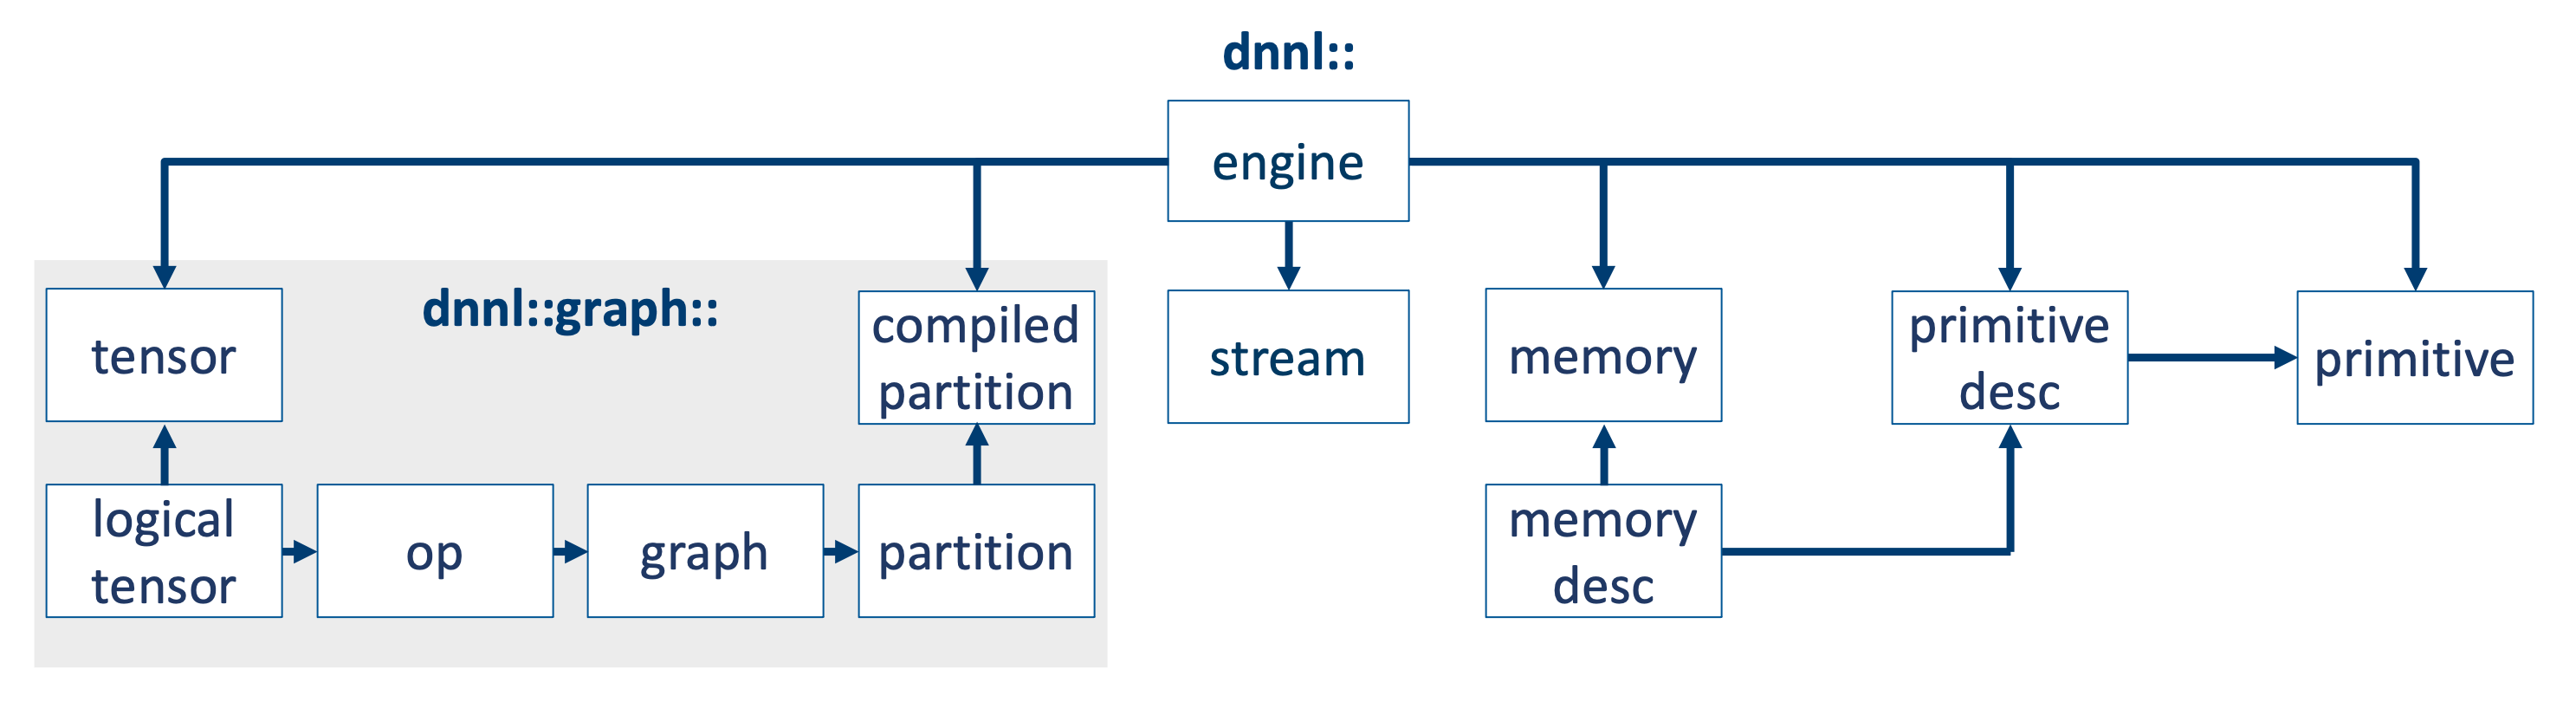 dnnl::
engine
dnnl::graph::
tensor
compiled
partition
stream
memory
primitive
desc
primitive
logical
tensor
op
graph
partition
memory
desc